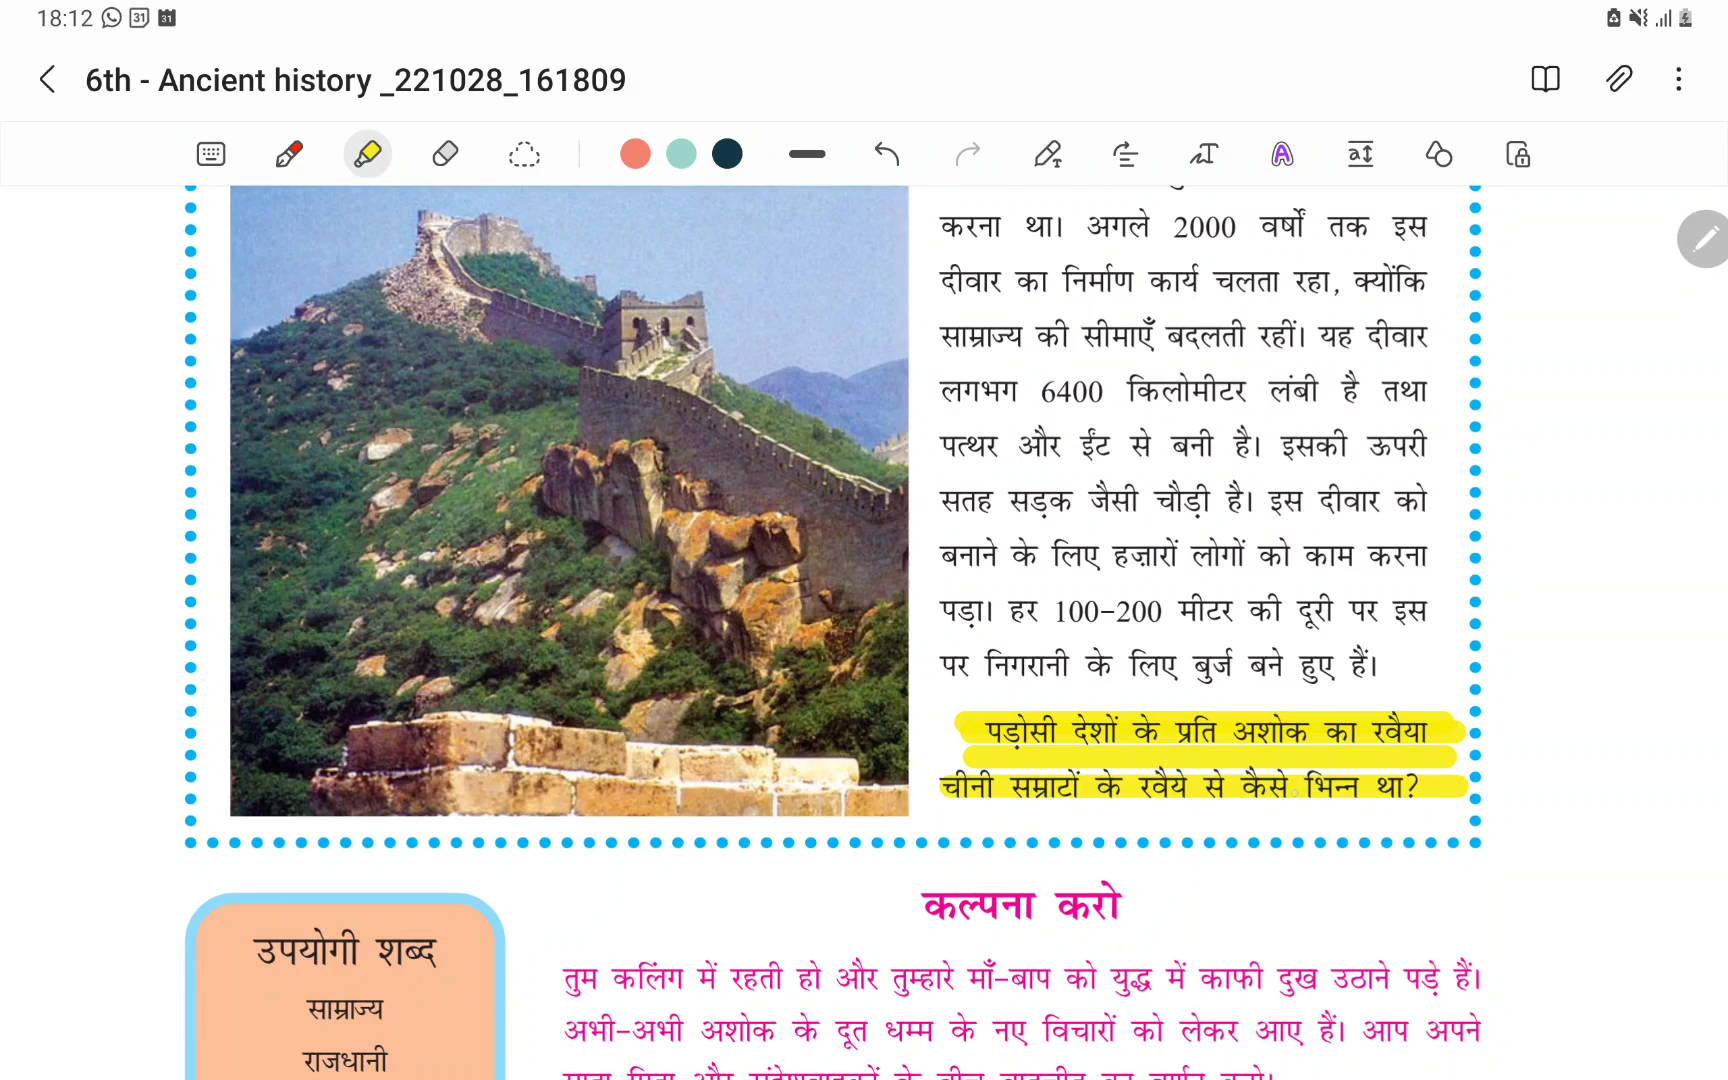 18:12
31
31
6th - Ancient history _221028_161809
करना था। अगले 2000 वर्षों तक इस
दीवार का निर्माण कार्य चलता रहा, क्योंकि
साम्राज्य की सीमाएँ बदलती रहीं। यह दीवार
लगभग 6400 किलोमीटर लंबी है तथा
पत्थर और ईंट से बनी है। इसकी ऊपरी
सतह सड़क जैसी चौड़ी है। इस दीवार को
बनाने के लिए हज़ारों लोगों को काम करना
पड़ा। हर 100-200 मीटर की दूरी पर इस
पर निगरानी के लिए बुर्ज बने हुए हैं।
पड़ोसी देशों के प्रति अशोक का रवैया
चीनी सम्राटों के रवैये से कैसे भिन्न था?
कल्पना करो
उपयोगी शब्द
साम्राज्य
राजधानी
तुम कलिंग में रहती हो और तुम्हारे माँ-बाप को युद्ध में काफी दुख उठाने पड़े हैं।
अभी-अभी अशोक के दूत धम्म के नए विचारों को लेकर आए हैं। आप अपने